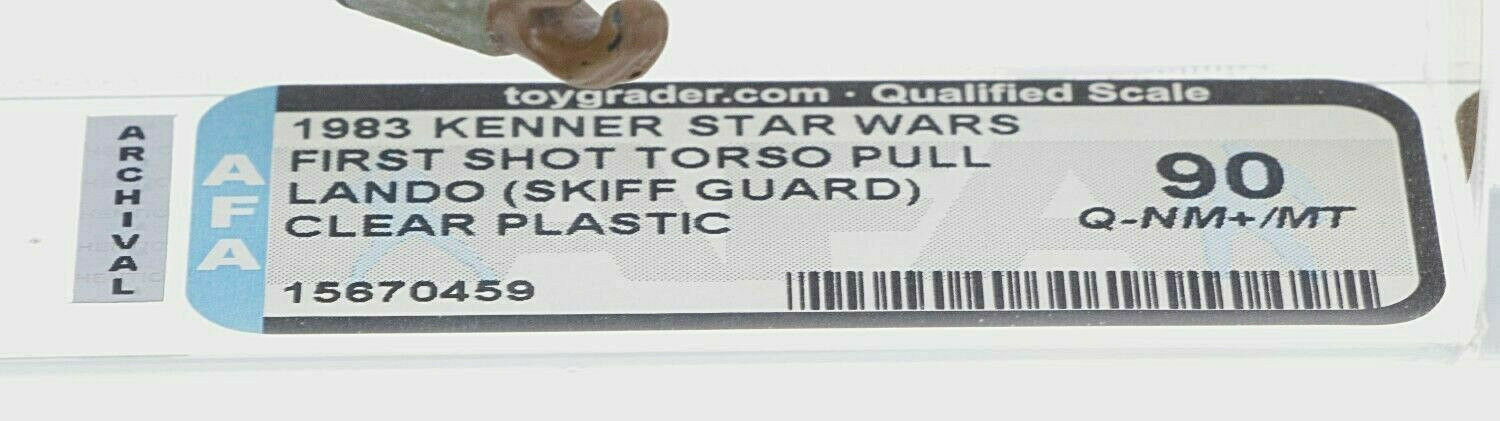 ARCHIVAL
AFA
toygrader.com · Qualified Scale
1983 KENNER STAR WARS
FIRST SHOT TORSO PULL
LANDO (SKIFF GUARD)
CLEAR PLASTIC
90
Q-NM+/MT
15670459